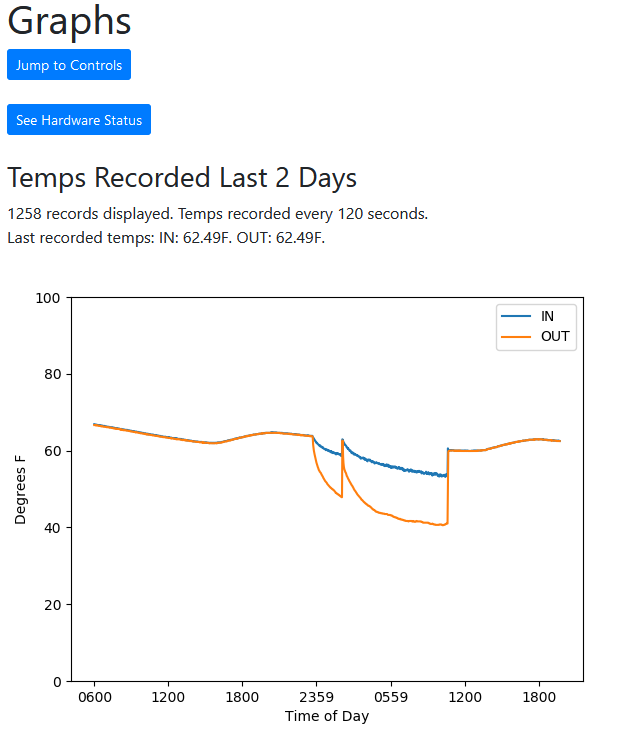 Graphs
Jump to Controls
See Hardware Status
Temps Recorded Last 2 Days
1258 records displayed. Temps recorded every 120 seconds.
Last recorded temps: IN: 62.49F. OUT: 62.49F.
IN
OUT
100
80
60
40
20
0
Degrees F
0600 1200 1800 2359 0559 1200 1800
Time of Day